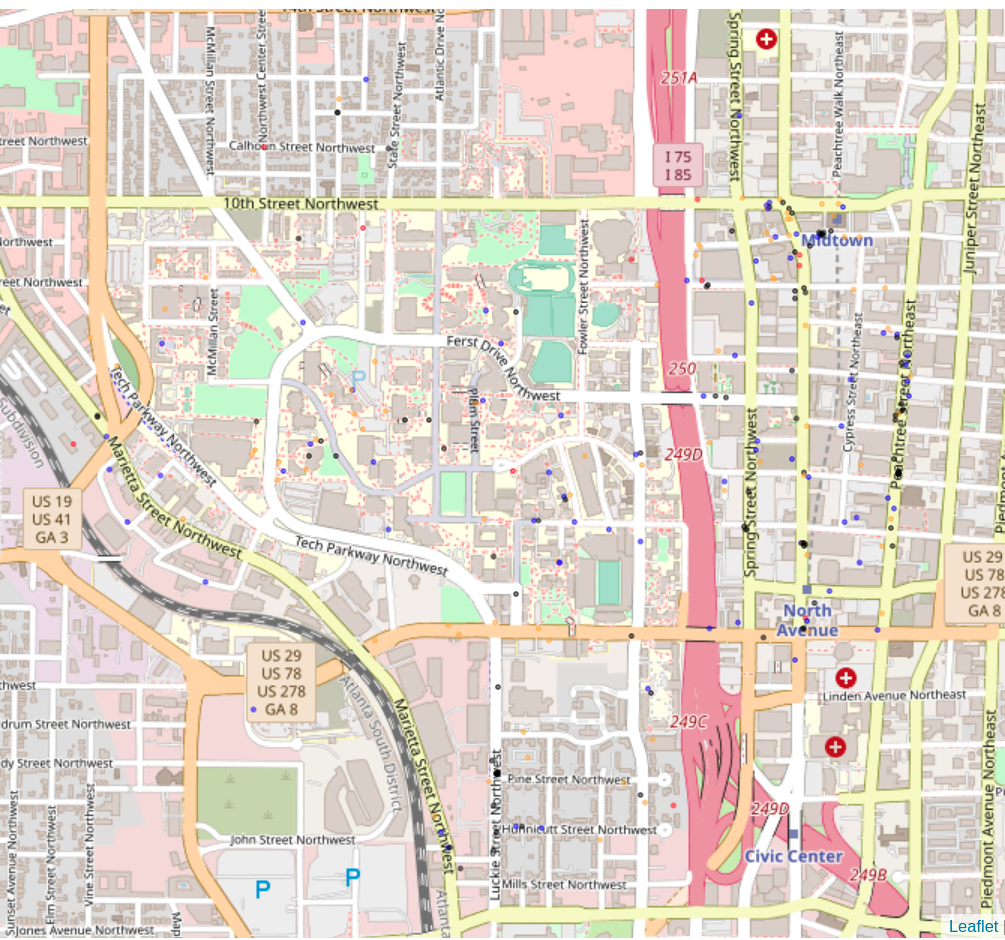 14th Street Northwest
251A
Spring Street Northwest
Peachtree Walk Northeast
McMillan Street Northwest
Northwest Center Street
State Street Northwest
Atlantic Drive No
Calhoun Street Northwest
treet Northwest
I 75
I 85
Juniper Street Northeast
10th Street Northwest
Midtown
Northwest
reet Northwest
McMillan Street
Fowler Street Northwest
Ferst Drive Northwest
Cypress Street Northeast
Peachtree Street Northeast
250
P
Plum Street
Tech Parkway Northwest
Subdivision
249D
Spring Street Northwest
Marietta Street Northwest
Piedmont A
US 19
US 41
GA 3
Tech Parkway Northwest
US 29
US 78
US 278
GA 8
North
Avenue
US 29
US 78
US 278
GA 8
Linden Avenue Northeast
Atlanta South District
Marietta Street Northwest
249C
drum Street Northwest
dy Street Northwest
Luckie Street Northwest
Pine Street Northwest
Piedmont Avenue Northeast
249D
Hunnicutt Street Northwest
Civic Center
John Street Northwest
Sunset Avenue Northwest
Elm Street Northwest
Vine Street Northwest
249B
P
P
Mills Street Northwest
Atlanta
Map
Jones Avenue Northwest
Leaflet